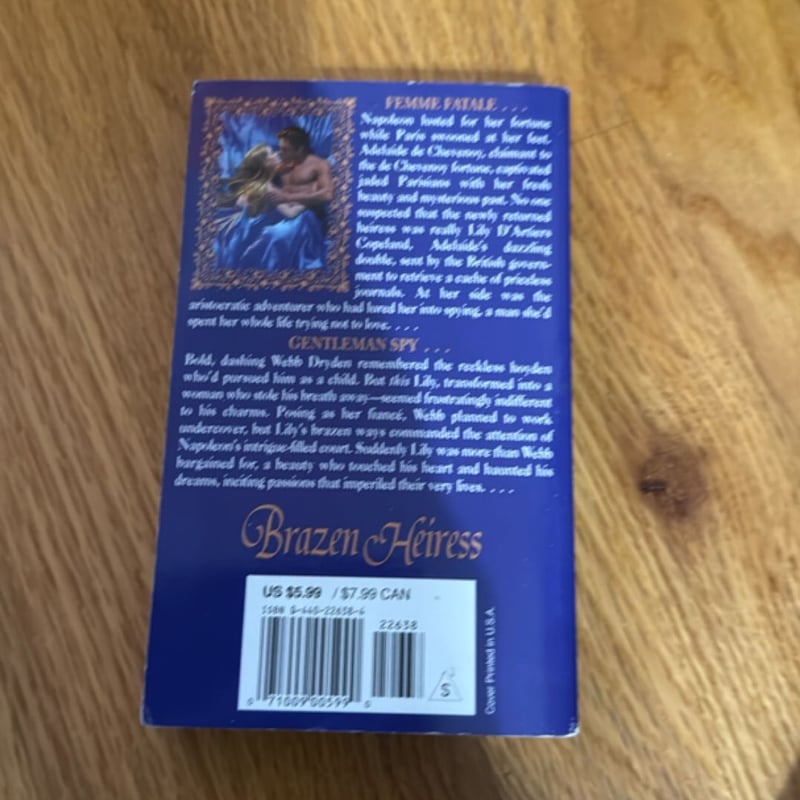 FEMME FATALE . . .
Napoleon lusted for her fortune
while Paris swooned at her feet.
Adelaide de Chevenoy, claimant to
the de Chevenoy fortune, captivated
jaded Parisians with her fresh
beauty and mysterious past. No one
suspected that the newly returned
heiress was really Lily D'Artiers
Copeland, Adelaide's dazzling
double, sent by the British govern-
ment to retrieve a cache of priceless
journals. At her side was the
aristocratic adventurer who had lured her into spying, a man she'd
spent her whole life trying not to love. . . .
GENTLEMAN SPY . . .
Bold, dashing Webb Dryden remembered the reckless hoyden
who'd pursued him as a child. But this Lily, transformed into a
woman who stole his breath away—seemed frustratingly indifferent
to his charms. Posing as her fiancé, Webb planned to work
undercover, but Lily's brazen ways commanded the attention of
Napoleon's intrigue-filled court. Suddenly Lily was more than Webb
bargained for, a beauty who touched his heart and haunted his
dreams, inciting passions that imperiled their very lives. . . .
Brazen Heiress
US $5.99 / $7.99 CAN
ISBN 0-440-22638-6
22638
0 71009 00599 0
S
Cover Printed in U.S.A.